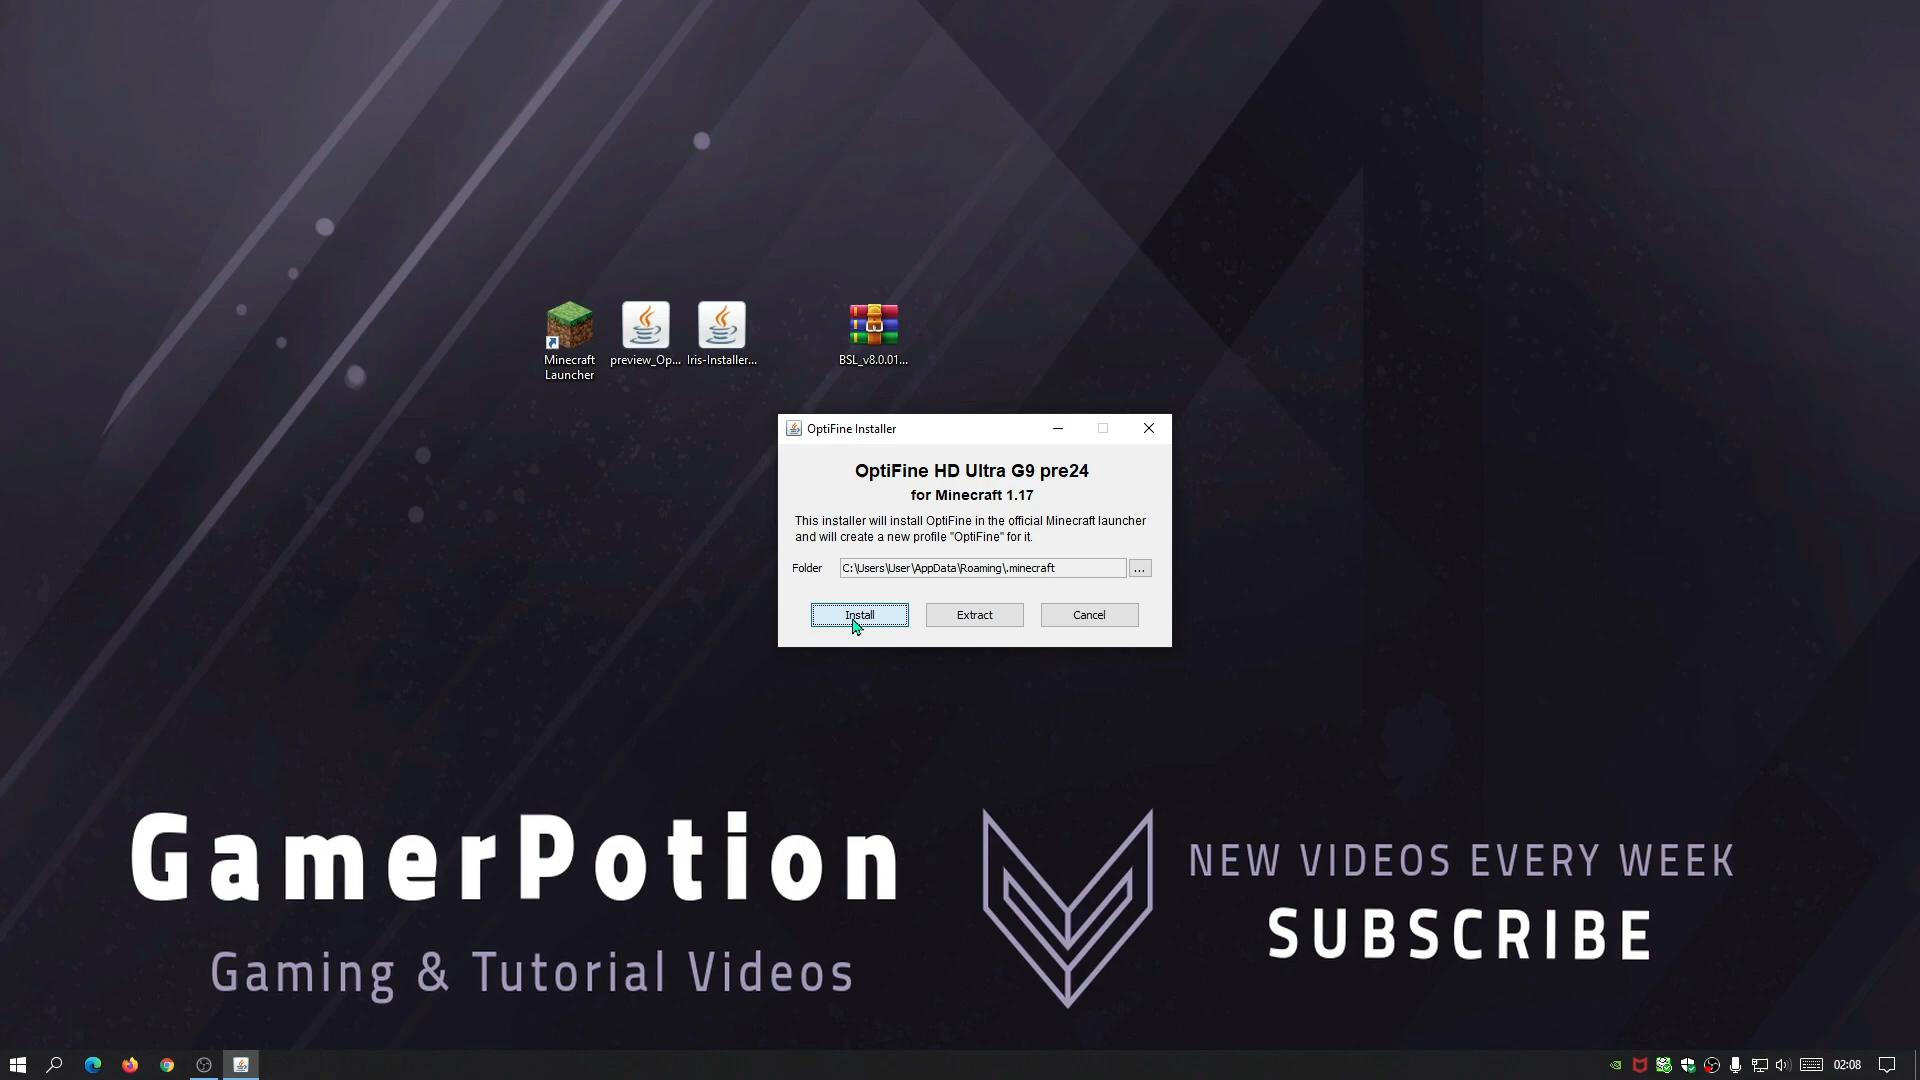 Minecraft
Launcher
preview_Op...
Iris-Installer...
BSL_v8.0.01...
OptiFine Installer
OptiFine HD Ultra G9 pre24
for Minecraft 1.17
This installer will install OptiFine in the official Minecraft launcher
and will create a new profile "OptiFine" for it.
Folder
C:\Users\User\AppData\Roaming\.minecraft
...
Install
Extract
Cancel
GamerPotion
Gaming & Tutorial Videos
NEW VIDEOS EVERY WEEK
SUBSCRIBE
02:08